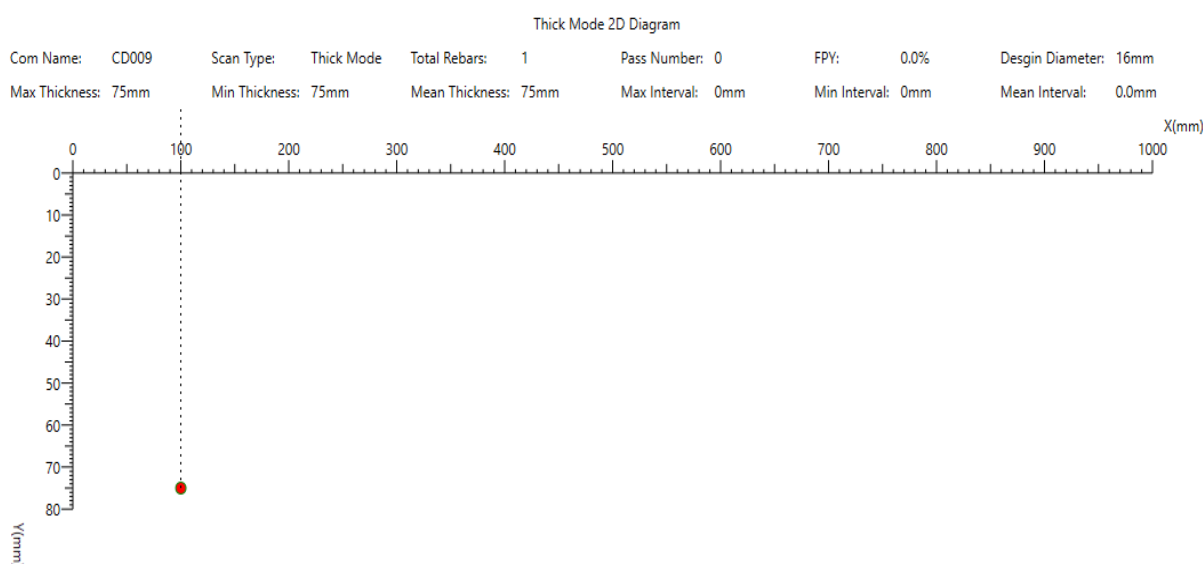 Thick Mode 2D Diagram
Com Name: CD009 Scan Type: Thick Mode Total Rebars: 1 Pass Number: 0 FPY: 0.0% Desgin Diameter: 16mm
Max Thickness: 75mm Min Thickness: 75mm Mean Thickness: 75mm Max Interval: 0mm Min Interval: 0mm Mean Interval: 0.0mm
X(mm)
0 100 200 300 400 500 600 700 800 900 1000
0
10
20
30
40
50
60
70
80
Y(mm)